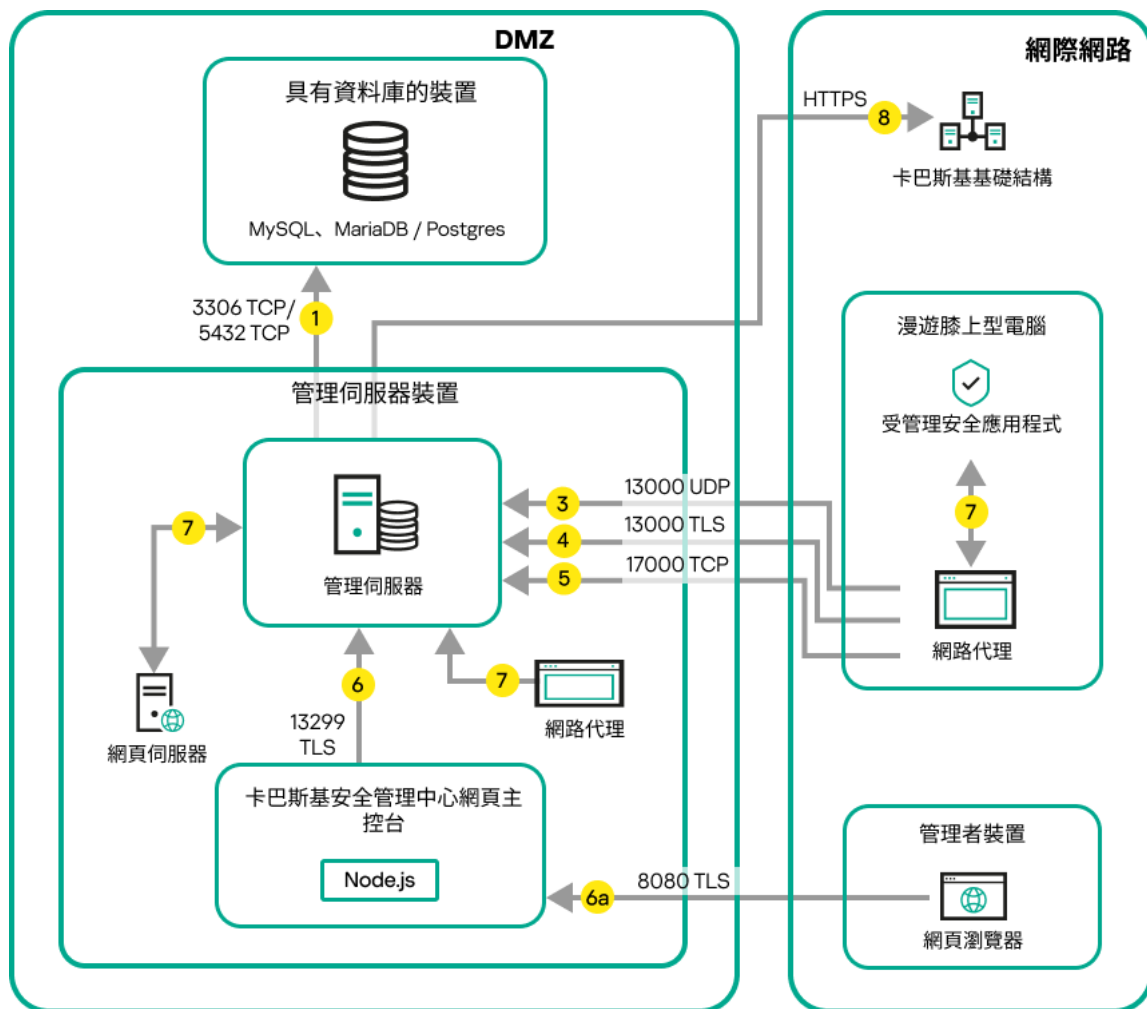 DMZ
具有資料庫的裝置
MySQL、MariaDB / Postgres
3306 TCP/
5432 TCP
1
管理伺服器裝置
管理伺服器
7
網頁伺服器
6
13299
TLS
7
網路代理
卡巴斯基安全管理中心網頁主
控台
Node.js
3
13000 UDP
4
13000 TLS
5
17000 TCP
6a
8080 TLS
網際網路
HTTPS
8
卡巴斯基基礎結構
漫遊膝上型電腦
受管理安全應用程式
7
網路代理
管理者裝置
網頁瀏覽器